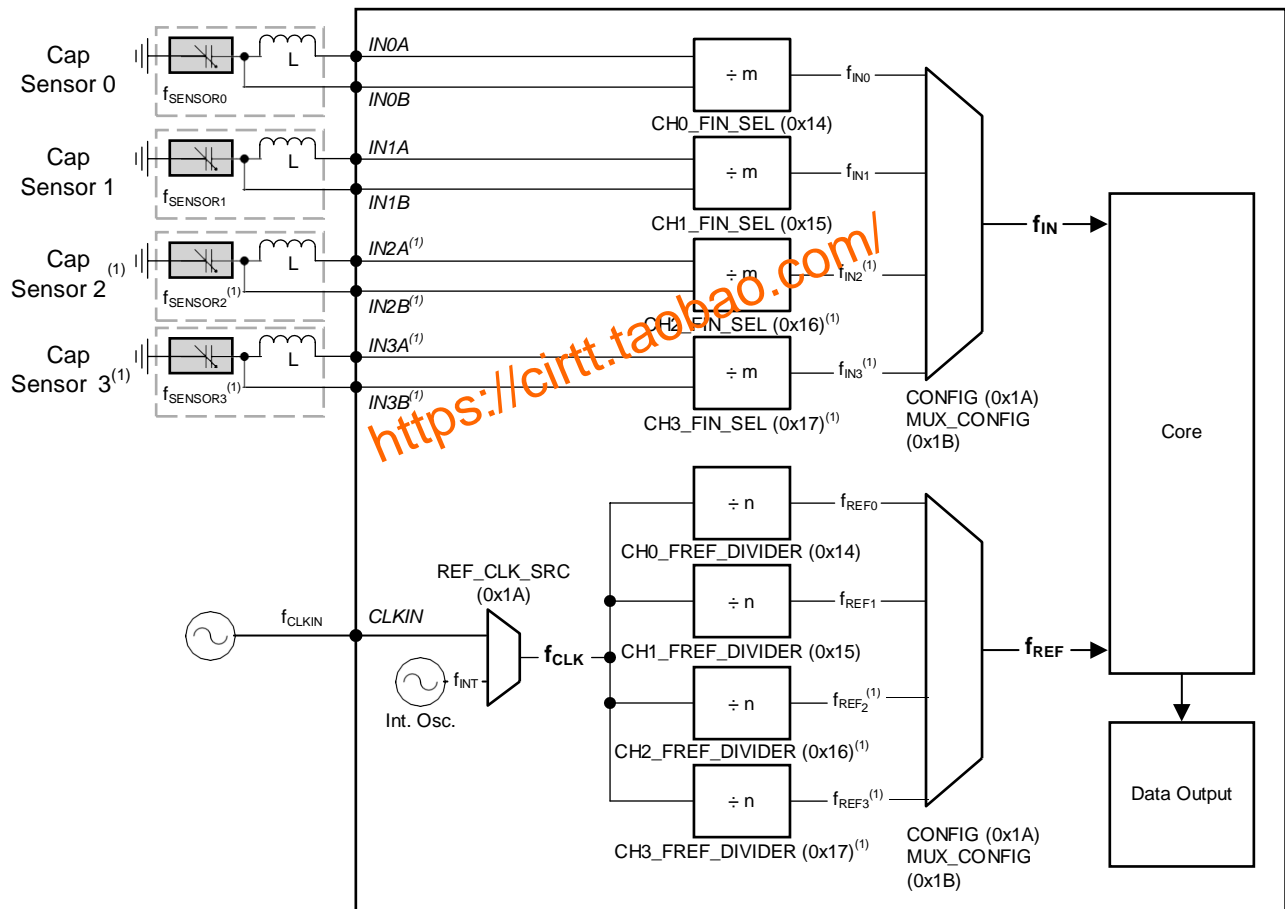 Cap
Sensor 0
fSENSOR0
L
IN0A
IN0B
÷ m
fIN0
CH0_FIN_SEL (0x14)
Cap
Sensor 1
fSENSOR1
L
IN1A
IN1B
÷ m
fIN1
CH1_FIN_SEL (0x15)
Cap
Sensor 2(1)
fSENSOR2(1)
L
IN2A(1)
IN2B(1)
÷ m
fIN2(1)
CH2_FIN_SEL (0x16)(1)
Cap
Sensor 3(1)
fSENSOR3(1)
L
IN3A(1)
IN3B(1)
÷ m
fIN3(1)
CH3_FIN_SEL (0x17)(1)
CONFIG (0x1A)
MUX_CONFIG
(0x1B)
fIN
Core
https://cirtt.taobao.com/
fCLKIN
CLKIN
REF_CLK_SRC
(0x1A)
fINT
Int. Osc.
fCLK
÷ n
fREF0
CH0_FREF_DIVIDER (0x14)
÷ n
fREF1
CH1_FREF_DIVIDER (0x15)
÷ n
fREF2(1)
CH2_FREF_DIVIDER (0x16)(1)
÷ n
fREF3(1)
CH3_FREF_DIVIDER (0x17)(1)
CONFIG (0x1A)
MUX_CONFIG
(0x1B)
fREF
Data Output